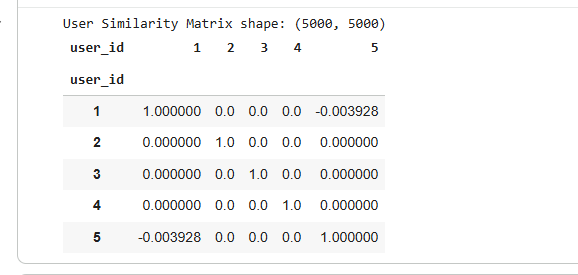 User Similarity Matrix shape: (5000, 5000)
user_id 1 2 3 4 5
user_id
1 1.000000 0.0 0.0 0.0 -0.003928
2 0.000000 1.0 0.0 0.0 0.000000
3 0.000000 0.0 1.0 0.0 0.000000
4 0.000000 0.0 0.0 1.0 0.000000
5 -0.003928 0.0 0.0 0.0 1.000000